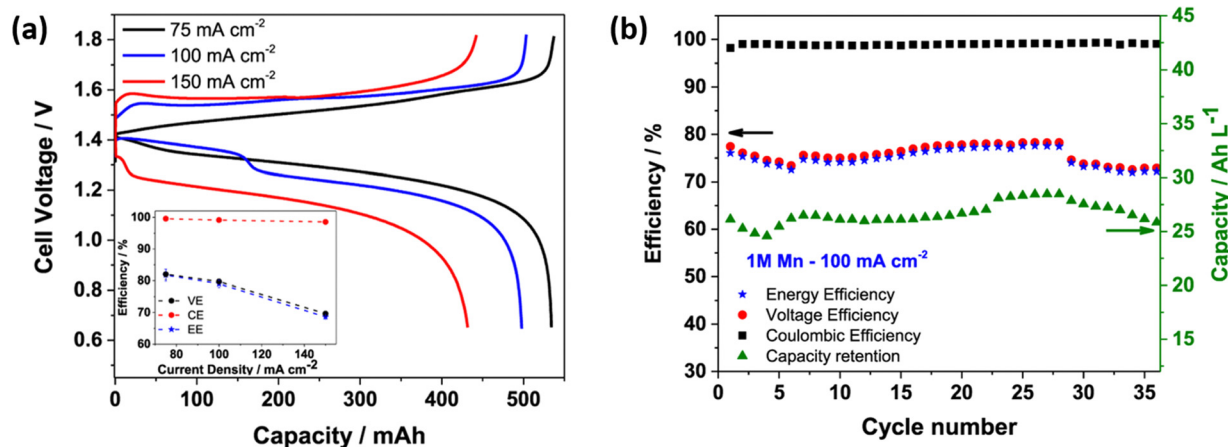 (a)
75 mA cm-2
100 mA cm-2
150 mA cm-2
Cell Voltage / V
1.8
1.6
1.4
1.2
1.0
0.8
0.6
0 100 200 300 400 500
Capacity / mAh
Efficiency / %
100
90
80
70
60
VE
CE
EE
80 100 120 140
Current Density / mA cm-2
(b)
Efficiency / %
100
90
80
75
70
60
50
40
30
1M Mn - 100 mA cm-2
Energy Efficiency
Voltage Efficiency
Coulombic Efficiency
Capacity retention
0 5 10 15 20 25 30 35
Cycle number
45
40
35
30
25
20
15
Capacity / Ah L-1